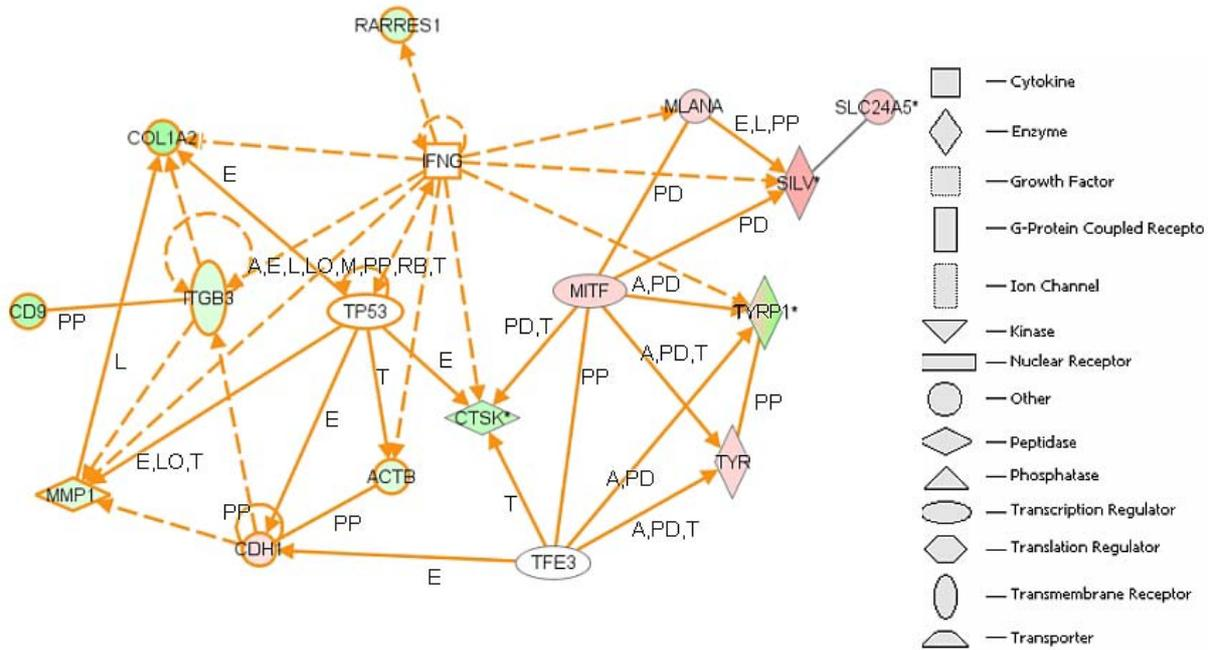 RARRES1
MLANA
SLC24A5*
COL1A2
E,L,PP
IFNG
E
SILV*
PD
PD
A,E,L,LO,M,PP,RB,T
ITGB3
MITF
A,PD
CD9
PP
TP53
TYRP1*
PD,T
L
E
A,PD,T
T
PP
PP
CTSK*
E
E,LO,T
TYR
ACTB
A,PD
MMP1
T
PP
PP
A,PD,T
CDH1
TFE3
E
Cytokine
Enzyme
Growth Factor
G-Protein Coupled Recepto
Ion Channel
Kinase
Nuclear Receptor
Other
Peptidase
Phosphatase
Transcription Regulator
Translation Regulator
Transmembrane Receptor
Transporter